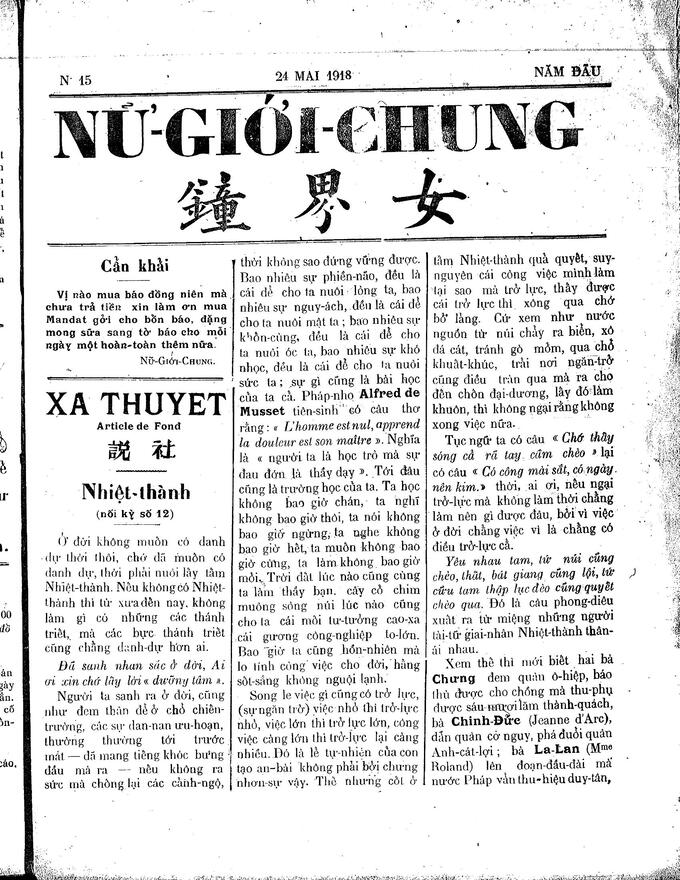 N· 15
24 MAI 1918
NĂM ĐẦU
NỮ-GIỚI-CHUNG
鐘 界 女
Cẩn khải
Vị nào mua báo đồng niên mà
chưa trả tiền xin làm ơn mua
Mandat gởi cho bổn báo, đặng
mong sữa sang tờ báo cho mỗi
ngày một hoàn-toàn thêm nữa.
NỮ-GIỚI-CHUNG.
XA THUYET
Article de Fond
説 社
Nhiệt-thành
(nối kỳ số 12)
Ở đời không muốn có danh
dự thời thôi, chớ đã muốn có
danh dự, thời phải nuôi lấy tâm
Nhiệt-thành. Nếu không có Nhiệt-
thành thì từ xưa đến nay, không
làm gì có những các thánh
triết, mà các bực thánh triết
cũng chẳng danh-dự hơn ai.
Đã sanh nhan sắc ở đời, Ai
ơi xin chớ lấy lời « dưỡng tâm ».
Người ta sanh ra ở đời, cũng
như đem thân để ở chổ chiến-
trường, các sự dan-nan ưu-hoạn,
thường thường tới trước
mắt — đã mang tiếng khóc bưng
đầu mà ra — nếu không ra
sức mà chống lại các cảnh-ngộ,
thời không sao đứng vững được.
Bao nhiêu sự phiền-não, đều là
cái để cho ta nuôi lòng ta, bao
nhiêu sự nguy-ách, đều là cái để
cho ta nuôi mật ta ; bao nhiêu sự
khốn-cùng, đều là cái để cho
ta nuôi óc ta, bao nhiêu sự khó
nhọc, đều là cái để cho ta nuôi
sức ta ; sự gì cũng là bài học
của ta cả. Pháp-nho Alfred de
Musset tiên-sinh có câu thơ
rằng : « L'homme est nul, apprend
la douleur est son maître ». Nghĩa
là « người ta là học trò mà sự
đau đớn là thầy dạy ». Tới đâu
cũng là trường học của ta. Ta học
không bao giờ chán, ta nghĩ
không bao giờ thôi, ta nói không
bao giờ ngừng, ta nghe không
bao giờ hết, ta muốn không bao
giờ cùng, ta làm không bao giờ
mỏi. Trời đất lúc nào cũng cùng
ta làm thầy bạn, cây cỏ chim
muông sông núi lúc nào cũng
cho ta cái mối tư-tưởng cao-xa
cái gương công-nghiệp to-lớn.
Bao giờ ta cũng hồn-nhiên mà
lo tính công việc cho đời, hằng
sốt-sắng không nguội lạnh.
Song le việc gì cũng có trở lực,
(sự ngăn trở) việc nhỏ thì trở-lực
nhỏ, việc lớn thì trở lực lớn, công
việc càng lớn thì trở-lực lại càng
nhiều. Đó là lẽ tự-nhiên của con
tạo an-bài không phải bởi chưng
nhơn-sự vậy. Thế nhưng cốt ở
tâm Nhiệt-thành quả quyết, suy-
nguyên cái công việc mình làm
tại sao mà trở lực, thấy được
cái trở lực thì xông qua chớ
bở lảng. Cứ xem như nước
nguồn từ núi chảy ra biển, xô
đá cát, tránh gò mỏm, qua chổ
khuất-khúc, trải nơi ngăn-trở
cũng điều tràn qua mà ra cho
đến chốn đại-dương, lấy đó làm
khuôn, thì không ngại rằng không
xong việc nữa.
Tục ngữ ta có câu « Chớ thấy
sóng cả rã tay cầm chèo » lại
có câu « Có công mài sắt, có ngày
nên kim. » thời, ai ơi, nếu ngại
trở-lực mà không làm thời chẳng
làm nên gì được đâu, bởi vì việc
ở đời chẳng việc vì là chẳng có
điều trở-lực cả.
Yêu nhau tam, tứ núi cũng
chèo, thất, bát giang cũng lội, tứ
cửu tam thập lục đèo cũng quyết
chèo qua. Đó là câu phong-diêu
xuất ra từ miệng những người
tài-tử giai-nhân Nhiệt-thành thân-
ái nhau.
Xem thế thì mới biết hai bà
Chưng đem quân ô-hiệp, báo
thù được cho chồng mà thu-phụ
được sáu-mươi lăm thành-quách,
bà Chinh-Đức (Jeanne d'Arc),
dẫn quân cờ nguy, phá đuổi quân
Anh-cát-lợi ; bà La-Lan (Mme
Roland) lên đoạn-đầu-đài mà
nước Pháp vẫn thu-hiệu duy-tân,